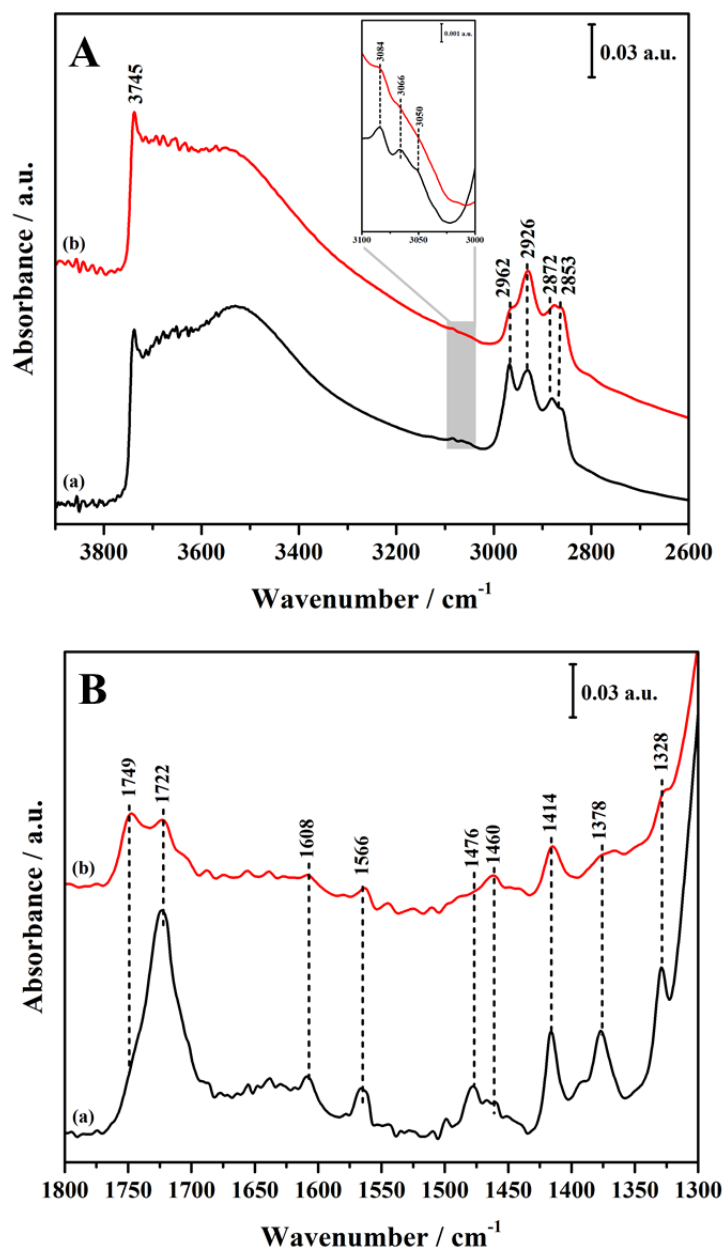 A
0.03 a.u.
0.001 a.u.
3084
3066
3050
3100
3050
3000
3745
2962
2926
2872
2853
(b)
(a)
Absorbance / a.u.
3800 3600 3400 3200 3000 2800 2600
Wavenumber / cm⁻¹
B
0.03 a.u.
1749
1722
1608
1566
1476
1460
1414
1378
1328
(b)
(a)
Absorbance / a.u.
1800 1750 1700 1650 1600 1550 1500 1450 1400 1350 1300
Wavenumber / cm⁻¹